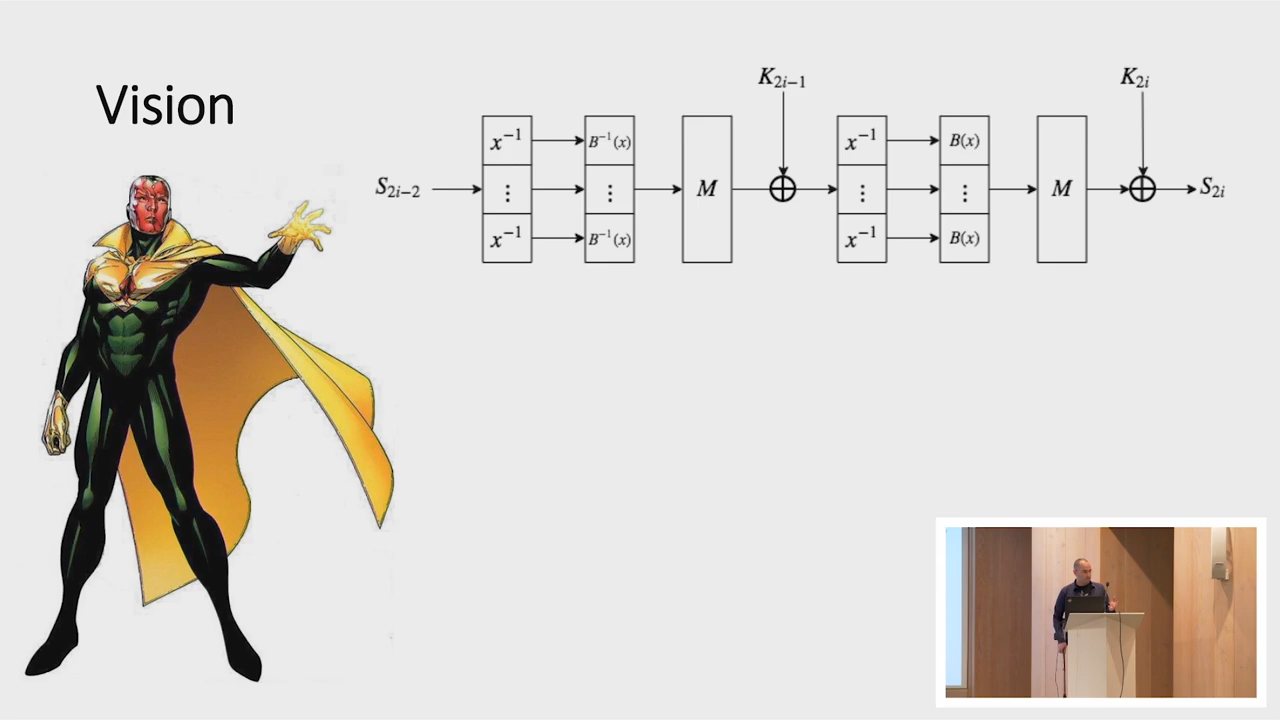 Vision
K_{2i-1}
K_{2i}
x^{-1} B^{-1}(x) x^{-1} B(x)
S_{2i-2} ⋮ ⋮ M ⊕ ⋮ ⋮ M ⊕ S_{2i}
x^{-1} B^{-1}(x) x^{-1} B(x)